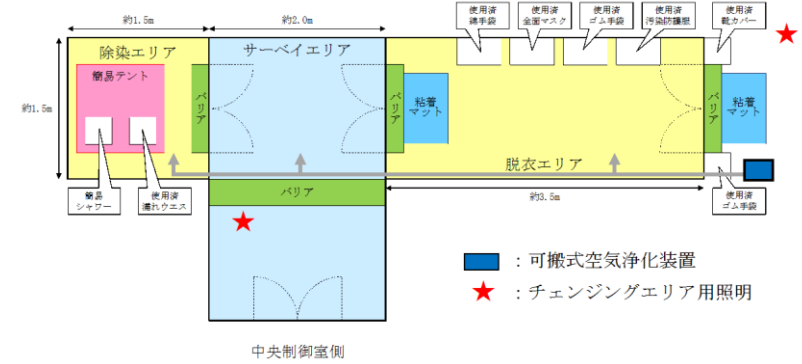 約1.5m
約2.0m
使用済
綿手袋
使用済
全面マスク
使用済
ゴム手袋
使用済
汚染防護服
使用済
靴カバー
除染エリア
サーベイエリア
簡易テント
バリア
バリア
粘着
マット
バリア
粘着
マット
約1.5m
脱衣エリア
簡易
シャワー
使用済
濡れウエス
バリア
約3.5m
使用済
ゴム手袋
：可搬式空気浄化装置
：チェンジングエリア用照明
中央制御室側